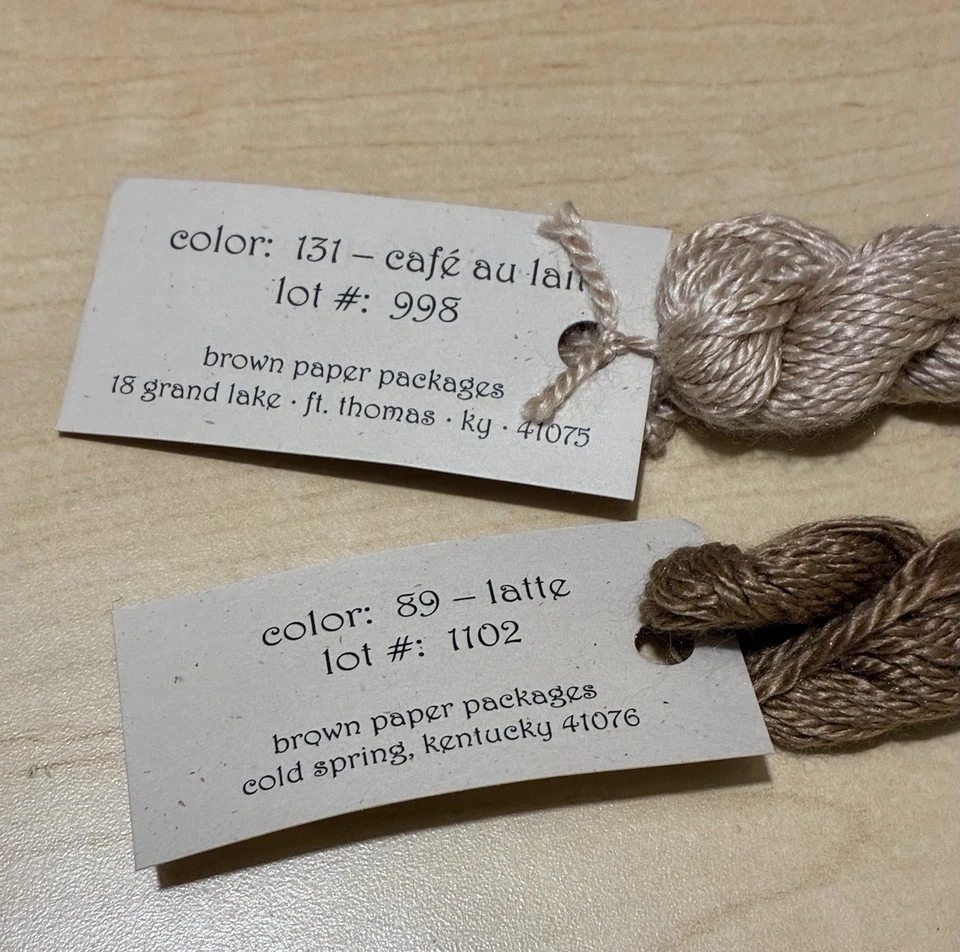 color: 131 – café au lait
lot #: 998
brown paper packages
18 grand lake · ft. thomas · ky · 41075
color: 89 – latte
lot #: 1102
brown paper packages
cold spring, kentucky 41076